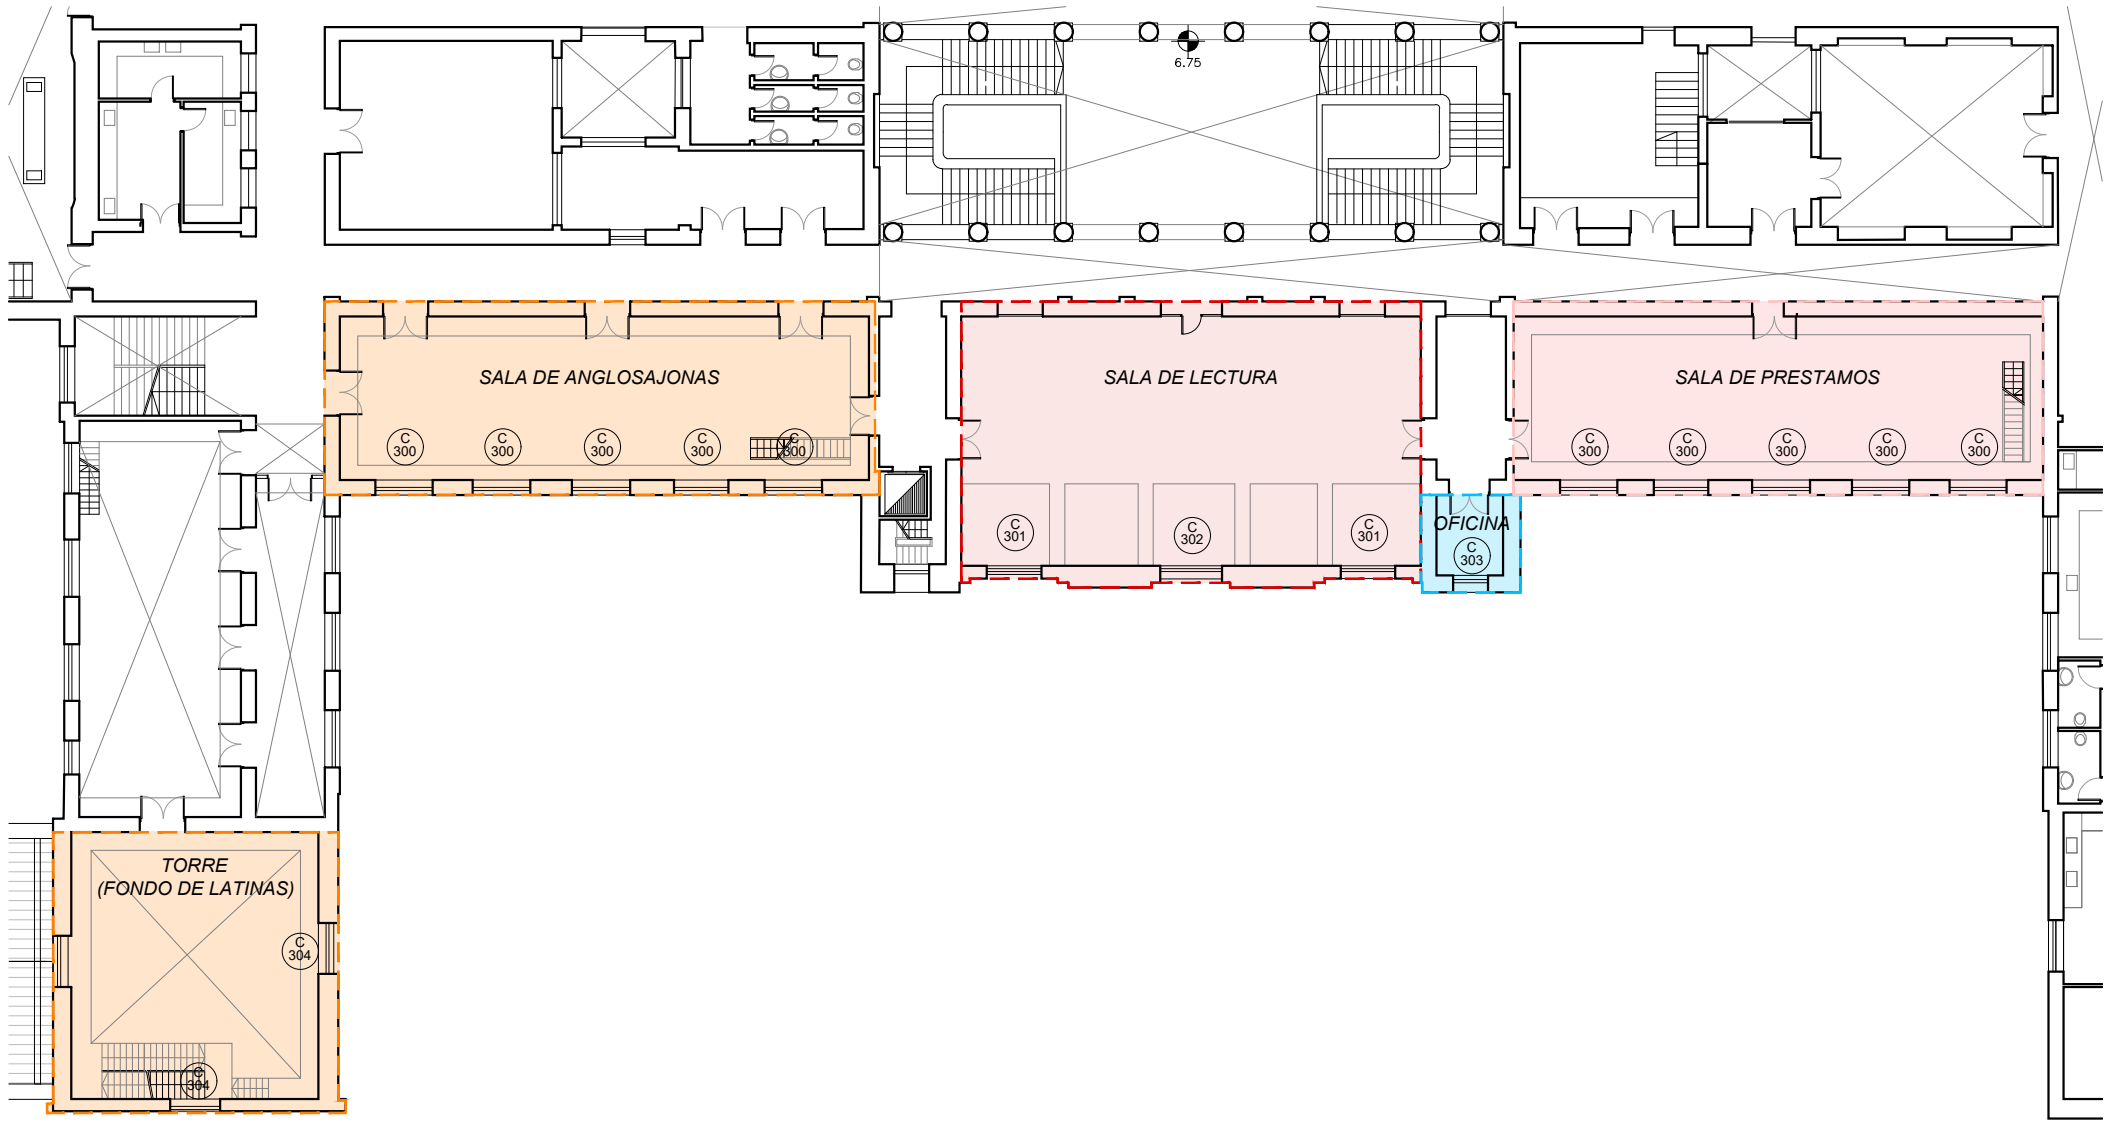 6.75
SALA DE ANGLOSAJONAS
SALA DE LECTURA
SALA DE PRESTAMOS
C
300
C
300
C
300
C
300
C
300
C
300
C
300
C
300
C
300
C
300
C
301
C
302
C
301
OFICINA
C
303
TORRE
(FONDO DE LATINAS)
C
304
C
304